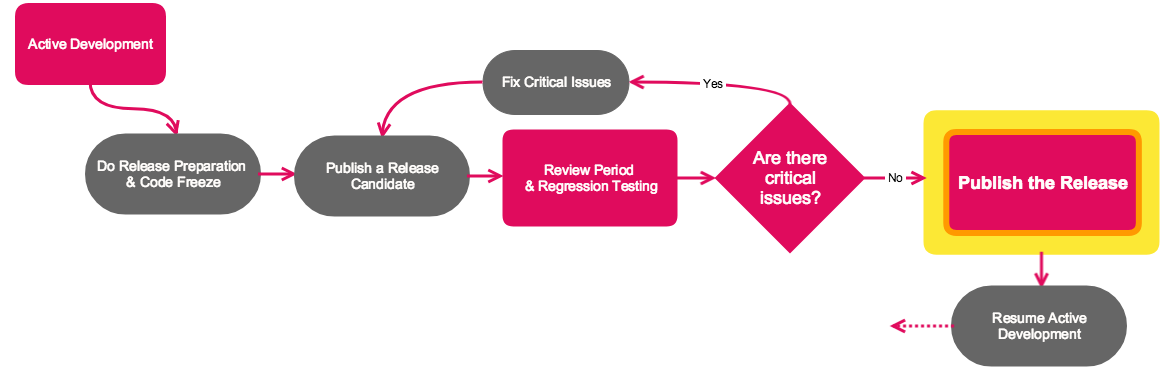 Active Development
Do Release Preparation
& Code Freeze
Publish a Release
Candidate
Fix Critical Issues
Review Period
& Regression Testing
Yes
Are there
critical
issues?
No
Publish the Release
Resume Active
Development